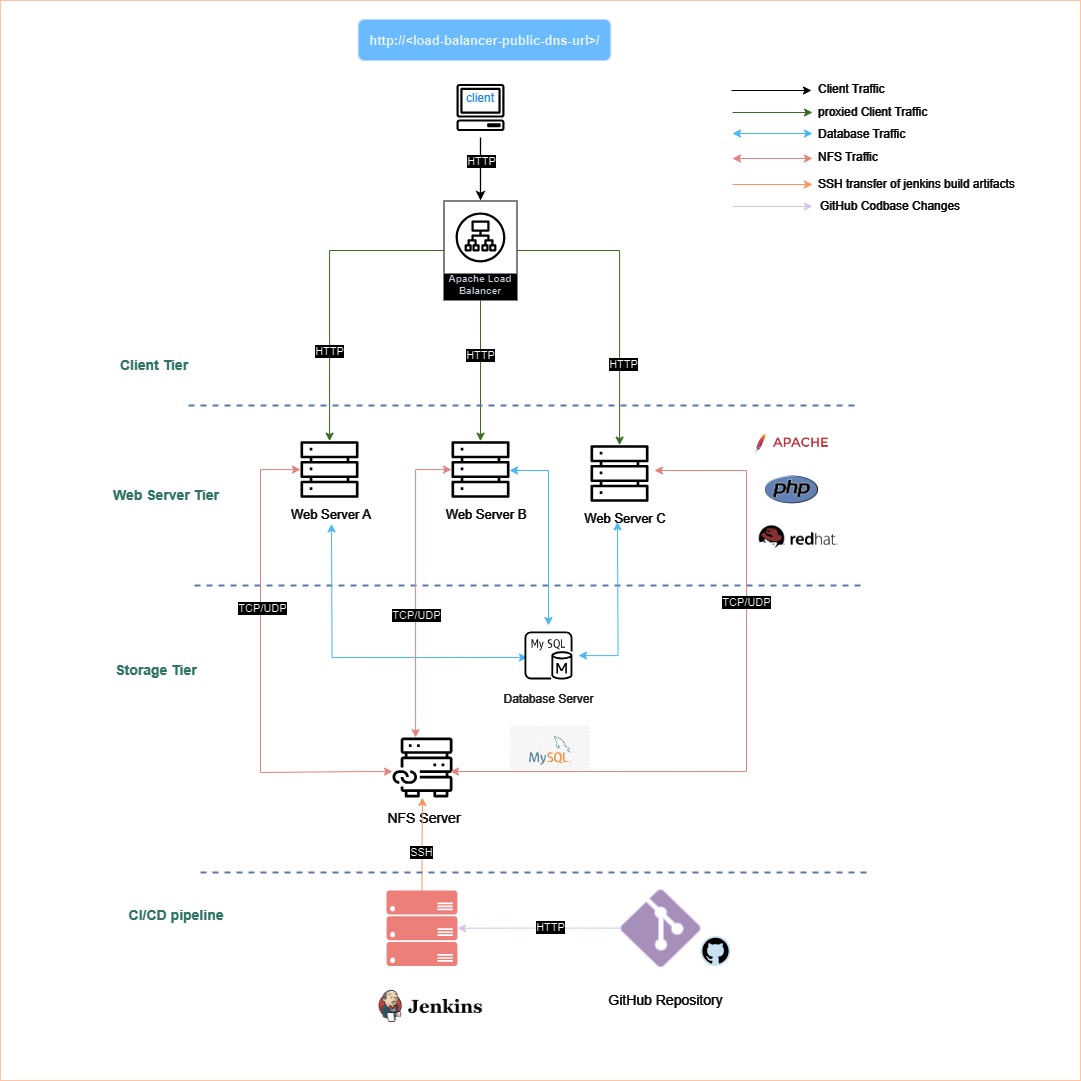 http://<load-balancer-public-dns-url>/
client
HTTP
Client Traffic
proxied Client Traffic
Database Traffic
NFS Traffic
SSH transfer of jenkins build artifacts
GitHub Codbase Changes
Apache Load
Balancer
HTTP
HTTP
HTTP
Client Tier
APACHE
php
redhat.
Web Server Tier
Web Server A
Web Server B
Web Server C
TCP/UDP
TCP/UDP
TCP/UDP
My SQL
M
Storage Tier
Database Server
MySQL
NFS Server
SSH
CI/CD pipeline
HTTP
GitHub Repository
Jenkins